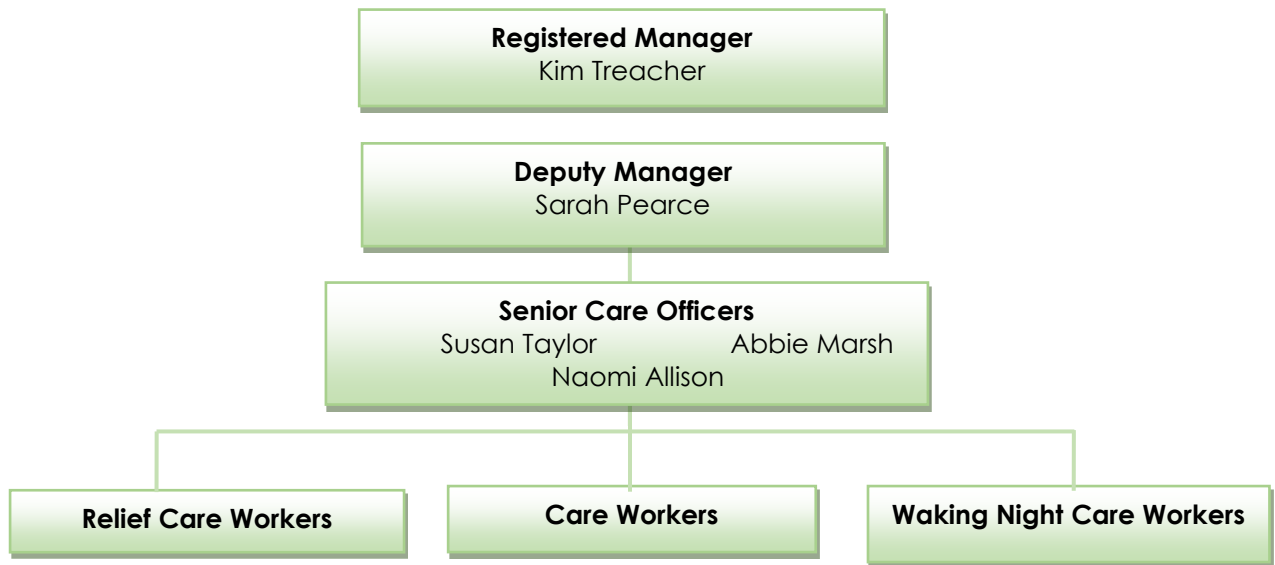 Registered Manager
Kim Treacher
Deputy Manager
Sarah Pearce
Senior Care Officers
Susan Taylor Abbie Marsh
Naomi Allison
Relief Care Workers
Care Workers
Waking Night Care Workers